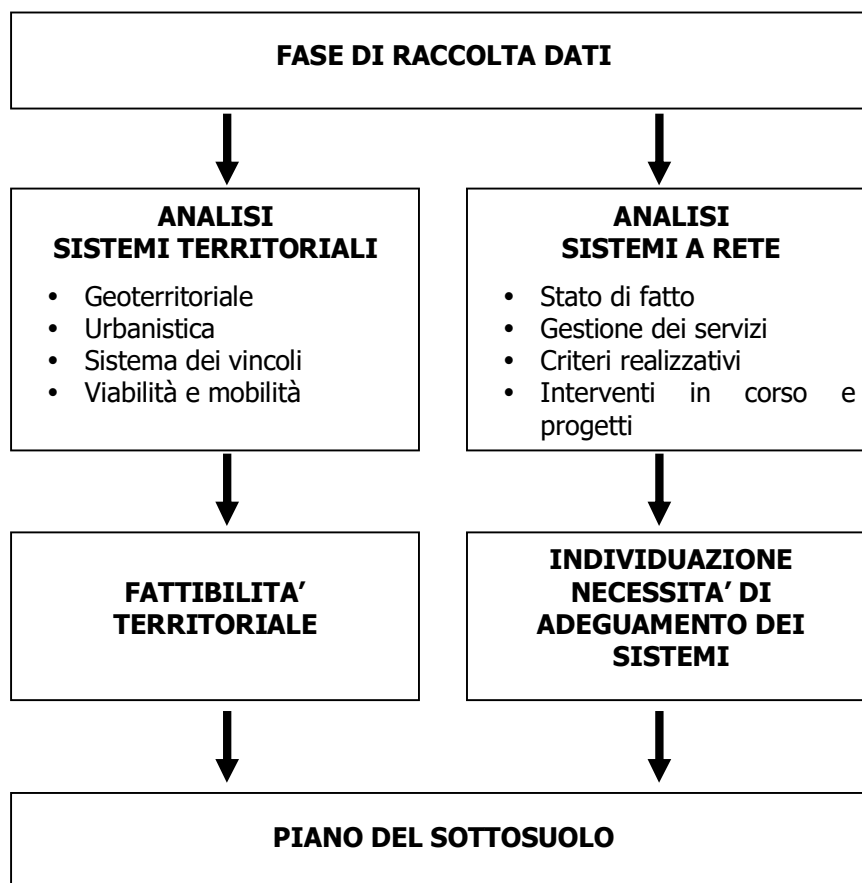 FASE DI RACCOLTA DATI
ANALISI
SISTEMI TERRITORIALI
• Geoterritoriale
• Urbanistica
• Sistema dei vincoli
• Viabilità e mobilità
ANALISI
SISTEMI A RETE
• Stato di fatto
• Gestione dei servizi
• Criteri realizzativi
• Interventi in corso e
progetti
FATTIBILITA’
TERRITORIALE
INDIVIDUAZIONE
NECESSITA’ DI
ADEGUAMENTO DEI
SISTEMI
PIANO DEL SOTTOSUOLO